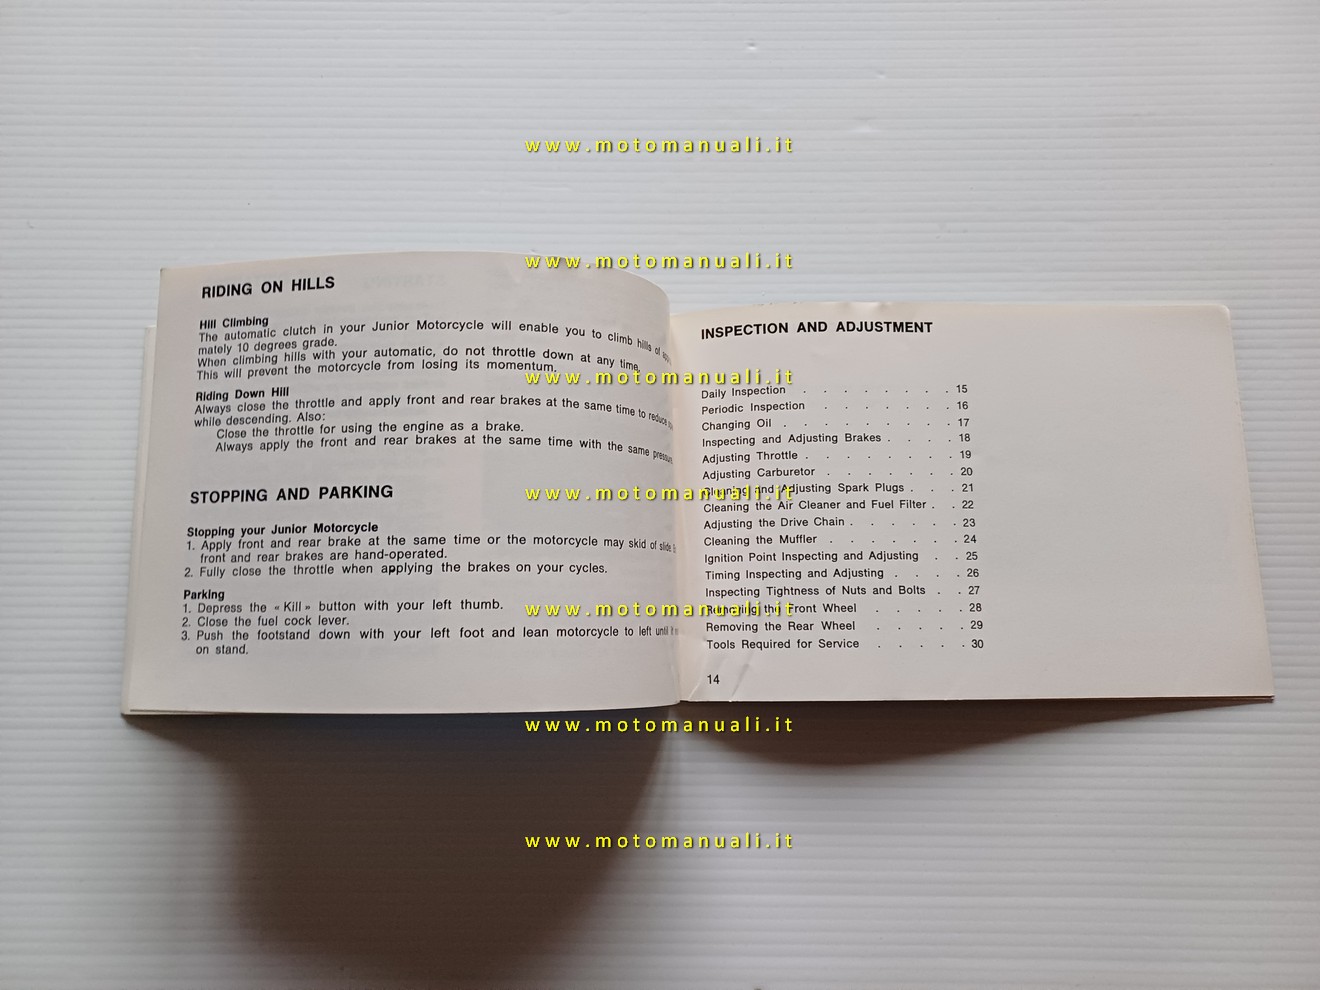 www.motomanuali.it
www.motomanuali.it
RIDING ON HILLS
Hill Climbing
The automatic clutch in your Junior Motorcycle will enable you to climb hills of
mately 10 degrees grade.
When climbing hills with your automatic, do not throttle down at any time.
This will prevent the motorcycle from losing its momentum.
www.motomanuali.it
Riding Down Hill
Always close the throttle and apply front and rear brakes at the same time to reduce
while descending. Also:
Close the throttle for using the engine as a brake.
Always apply the front and rear brakes at the same time with the same pressure
STOPPING AND PARKING
www.motomanuali.it
Stopping your Junior Motorcycle
1. Apply front and rear brake at the same time or the motorcycle may skid of slide
front and rear brakes are hand-operated.
2. Fully close the throttle when applying the brakes on your cycles.
Parking
1. Depress the « Kill » button with your left thumb.
www.motomanuali.it
2. Close the fuel cock lever.
3. Push the footstand down with your left foot and lean motorcycle to left until
on stand.
INSPECTION AND ADJUSTMENT
Daily Inspection . . . . . . . . 15
Periodic Inspection . . . . . . . 16
Changing Oil . . . . . . . . . 17
Inspecting and Adjusting Brakes . . . . 18
Adjusting Throttle . . . . . . . . 19
Adjusting Carburetor . . . . . . . 20
Cleaning and Adjusting Spark Plugs . . . 21
Cleaning the Air Cleaner and Fuel Filter . . 22
Adjusting the Drive Chain . . . . . . 23
Cleaning the Muffler . . . . . . . 24
Ignition Point Inspecting and Adjusting . . 25
Timing Inspecting and Adjusting . . . . 26
Inspecting Tightness of Nuts and Bolts . . 27
Removing the Front Wheel . . . . . 28
Removing the Rear Wheel . . . . . 29
Tools Required for Service . . . . . 30
14
www.motomanuali.it
www.motomanuali.it